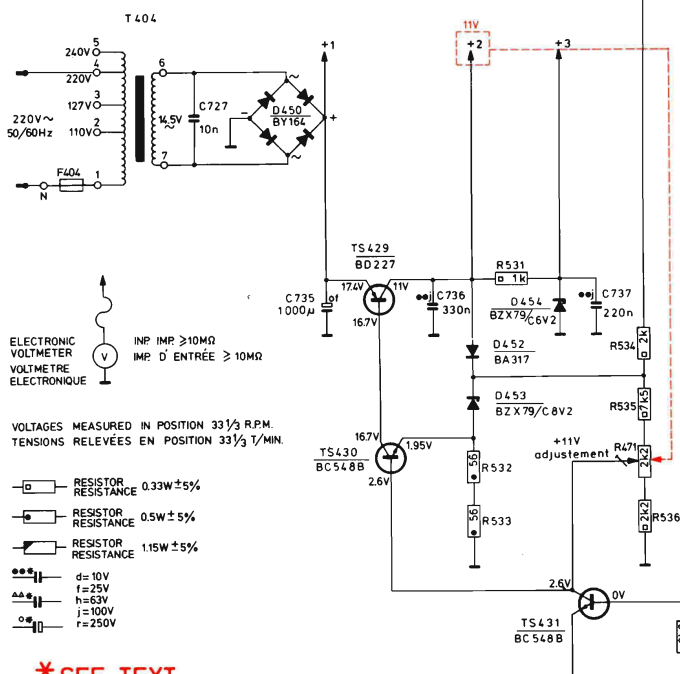 T404
11V
+1
+2
+3
5
240V
4
220V
3
127V
2
110V
220V~
50/60Hz
F404
1
N
6
14.5V
~
7
C727
10n
~
D450
BY164
-
+
~
TS429
BD227
17.4V
11V
16.7V
C735
1000µ
f
j
C736
330n
R531
1k
D454
BZX79/C6V2
j
C737
220n
D452
BA317
R534
2k
D453
BZX79/C8V2
R535
7k5
ELECTRONIC
VOLTMETER
VOLTMETRE
ELECTRONIQUE
V
INP. IMP. ≥10MΩ
IMP. D' ENTRÉE ≥ 10MΩ
VOLTAGES MEASURED IN POSITION 33⅓ R.P.M.
TENSIONS RELEVÉES EN POSITION 33⅓ T/MIN.
16.7V
1.95V
TS430
BC548B
2.6V
56
R532
56
R533
+11V
adjustement
R471
2k2
2k2
R536
RESISTOR
RESISTANCE 0.33W±5%
RESISTOR
RESISTANCE 0.5W±5%
RESISTOR
RESISTANCE 1.15W±5%
d=10V
f=25V
h=63V
j=100V
r=250V
2.6V
0V
TS431
BC548B
*SEE TEXT